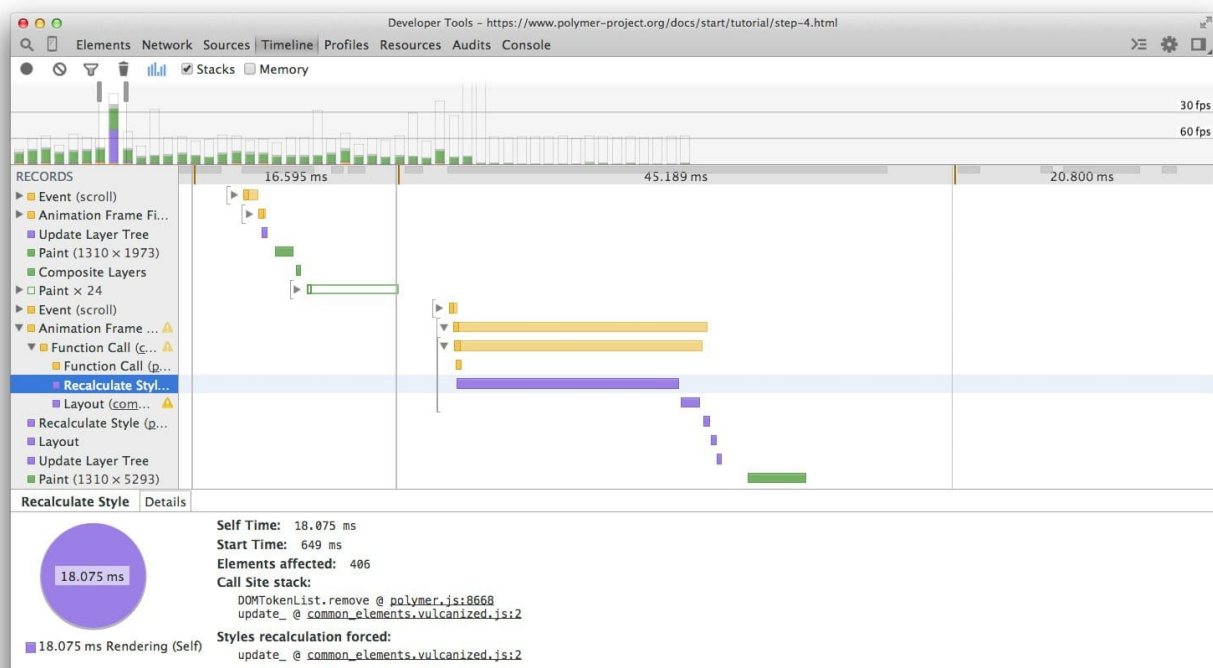 Developer Tools - https://www.polymer-project.org/docs/start/tutorial/step-4.html
Elements Network Sources Timeline Profiles Resources Audits Console
Stacks Memory
30 fps
60 fps
RECORDS 16.595 ms 45.189 ms 20.800 ms
Event (scroll)
Animation Frame Fi...
Update Layer Tree
Paint (1310 × 1973)
Composite Layers
Paint × 24
Event (scroll)
Animation Frame ...
Function Call (c...
Function Call (p...
Recalculate Styl...
Layout (com...
Recalculate Style (p...
Layout
Update Layer Tree
Paint (1310 × 5293)
Recalculate Style Details
Self Time: 18.075 ms
Start Time: 649 ms
Elements affected: 406
Call Site stack:
DOMTokenList.remove @ polymer.js:8668
update_ @ common_elements.vulcanized.js:2
Styles recalculation forced:
update_ @ common_elements.vulcanized.js:2
18.075 ms
18.075 ms Rendering (Self)